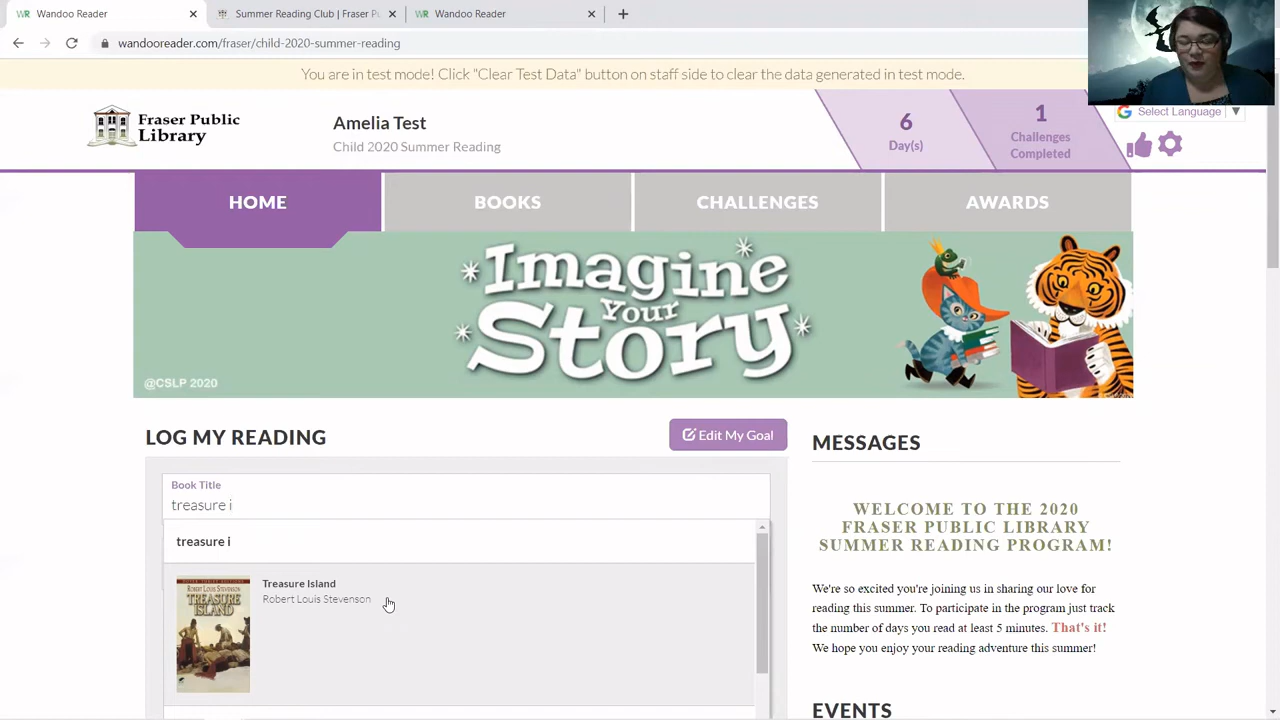 Wandoo Reader
Summer Reading Club | Fraser Pu
Wandoo Reader
wandooreader.com/fraser/child-2020-summer-reading
You are in test mode! Click "Clear Test Data" button on staff side to clear the data generated in test mode.
Fraser Public
Library
Amelia Test
Child 2020 Summer Reading
6
Day(s)
1
Challenges
Completed
Select Language
HOME
BOOKS
CHALLENGES
AWARDS
Imagine
Your
Story
@CSLP 2020
LOG MY READING
Edit My Goal
Book Title
treasure i
treasure i
Treasure Island
Robert Louis Stevenson
ROBERT LOUIS STEVENSON
TREASURE
ISLAND
MESSAGES
WELCOME TO THE 2020
FRASER PUBLIC LIBRARY
SUMMER READING PROGRAM!
We're so excited you're joining us in sharing our love for
reading this summer. To participate in the program just track
the number of days you read at least 5 minutes. That's it!
We hope you enjoy your reading adventure this summer!
EVENTS